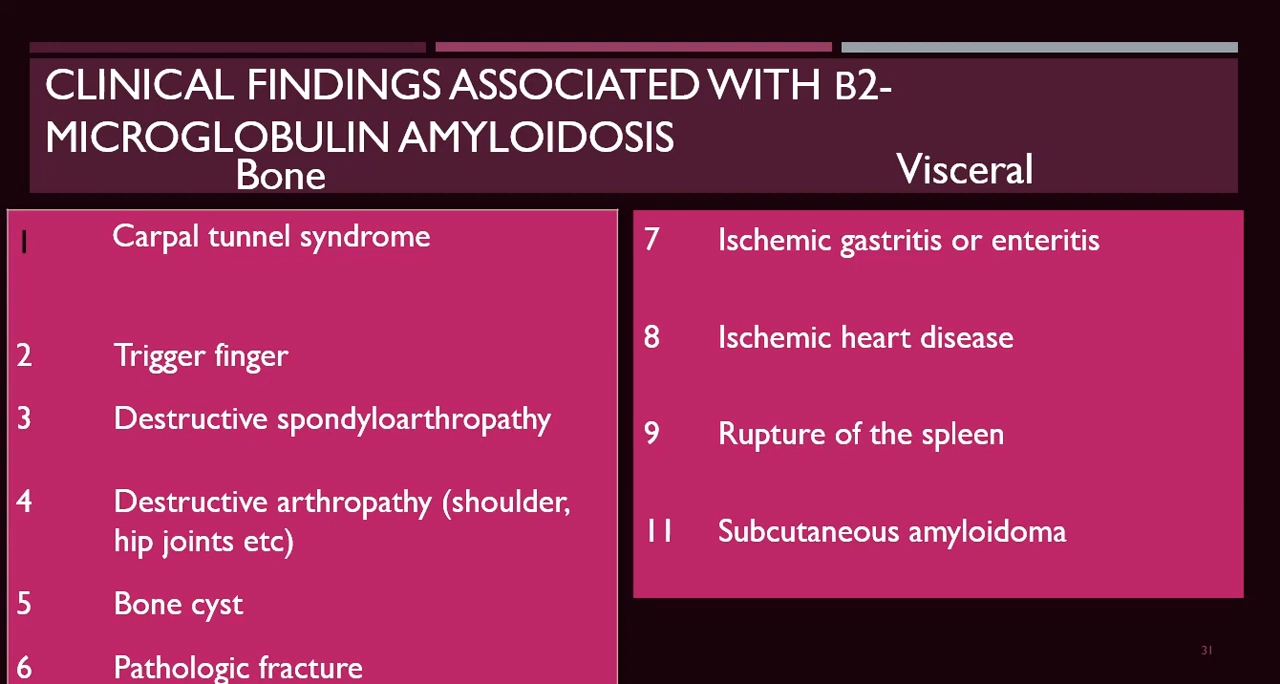 CLINICAL FINDINGS ASSOCIATED WITH B2-
MICROGLOBULIN AMYLOIDOSIS
Bone
1 Carpal tunnel syndrome
2 Trigger finger
3 Destructive spondyloarthropathy
4 Destructive arthropathy (shoulder,
hip joints etc)
5 Bone cyst
6 Pathologic fracture
Visceral
7 Ischemic gastritis or enteritis
8 Ischemic heart disease
9 Rupture of the spleen
11 Subcutaneous amyloidoma
31